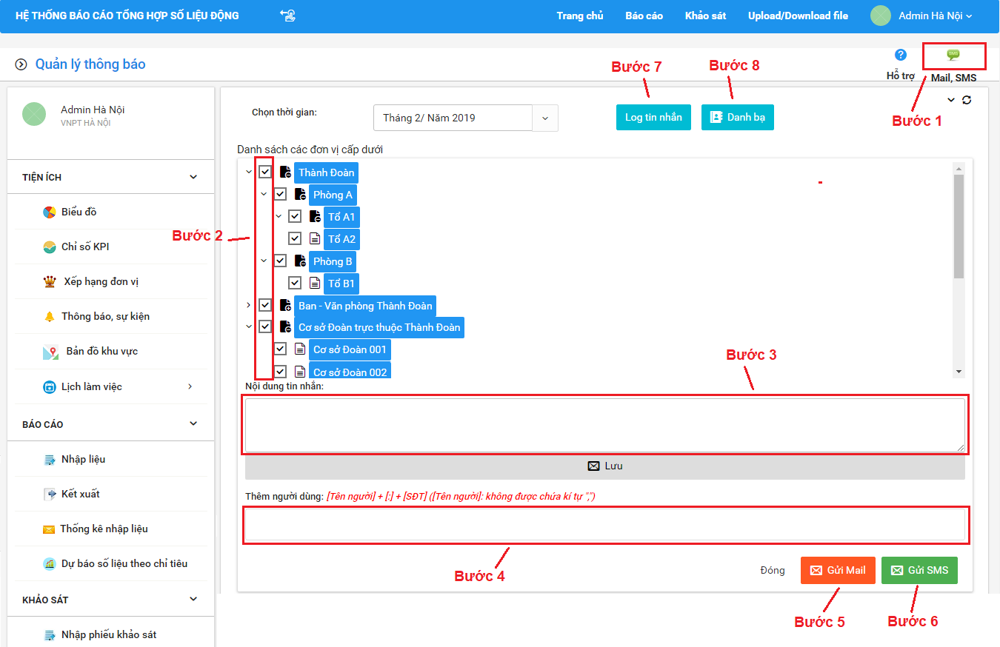 HỆ THỐNG BÁO CÁO TỔNG HỢP SỐ LIỆU ĐỘNG
Trang chủ
Báo cáo
Khảo sát
Upload/Download file
Admin Hà Nội
Quản lý thông báo
Hỗ trợ
SMS
Mail, SMS
Bước 1
Bước 7
Bước 8
Admin Hà Nội
VNPT HÀ NỘI
TIỆN ÍCH
Biểu đồ
Chỉ số KPI
Xếp hạng đơn vị
Thông báo, sự kiện
Bản đồ khu vực
Lịch làm việc
BÁO CÁO
Nhập liệu
Kết xuất
Thống kê nhập liệu
Dự báo số liệu theo chỉ tiêu
KHẢO SÁT
Nhập phiếu khảo sát
Chọn thời gian:
Tháng 2/ Năm 2019
Log tin nhắn
Danh bạ
Danh sách các đơn vị cấp dưới
Thành Đoàn
Phòng A
Tổ A1
Bước 2
Tổ A2
Phòng B
Tổ B1
Ban - Văn phòng Thành Đoàn
Cơ sở Đoàn trực thuộc Thành Đoàn
Cơ sở Đoàn 001
Cơ sở Đoàn 002
Bước 3
Nội dung tin nhắn:
Lưu
Thêm người dùng: [Tên người] + [:] + [SĐT] ([Tên người]: không được chứa kí tự ",")
Bước 4
Đóng
Gửi Mail
Gửi SMS
Bước 5
Bước 6